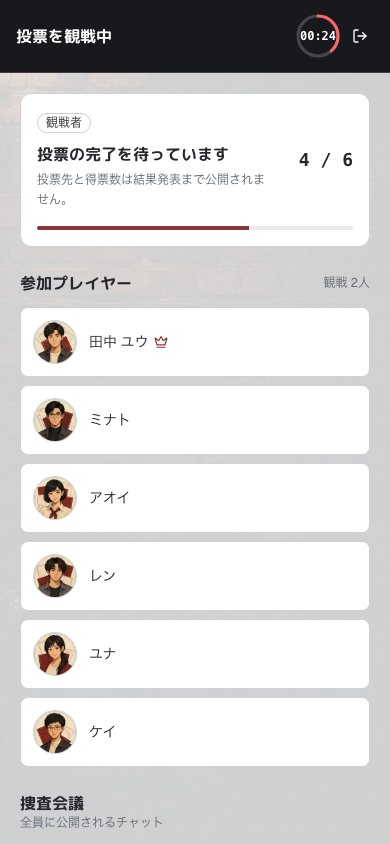 投票を観戦中
00:24
観戦者
投票の完了を待っています
4 / 6
投票先と得票数は結果発表まで公開されま
せん。
参加プレイヤー
観戦 2人
田中 ユウ
ミナト
アオイ
レン
ユナ
ケイ
捜査会議
全員に公開されるチャット